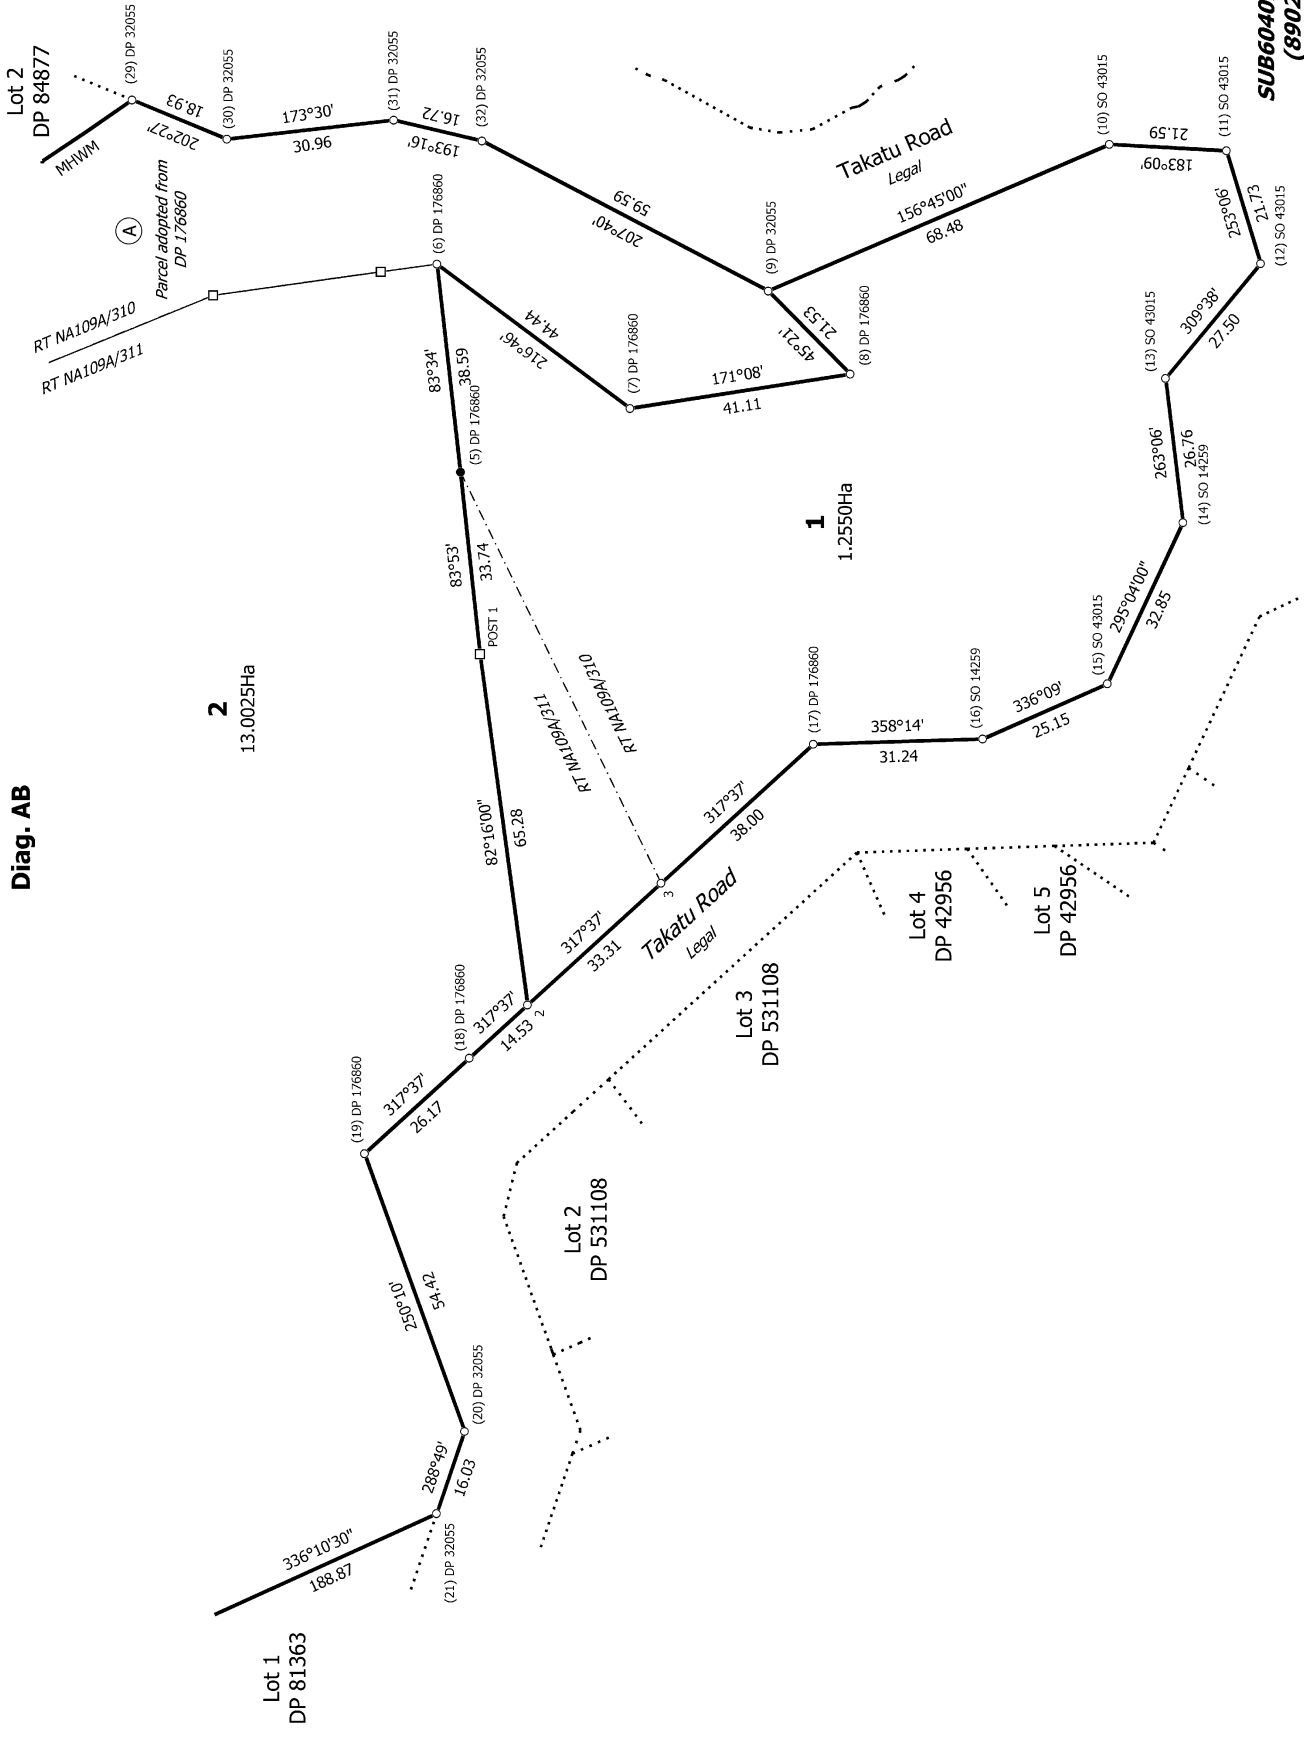 Diag. AB
Lot 2
DP 84877
MHWM
(29) DP 32055
18.93
202°27'
(30) DP 32055
173°30'
30.96
(31) DP 32055
16.72
193°16'
(32) DP 32055
A
Parcel adopted from
DP 176860
RT NA109A/310
RT NA109A/311
(6) DP 176860
83°34'
38.59
(5) DP 176860
216°46'
44.44
207°40'
59.59
(7) DP 176860
171°08'
41.11
(8) DP 176860
45°21'
21.53
(9) DP 32055
Takatu Road
Legal
156°45'00"
68.48
(10) SO 43015
21.59
183°09'
(11) SO 43015
253°06'
21.73
(12) SO 43015
SUB6040
(8902
309°38'
27.50
(13) SO 43015
263°06'
26.76
(14) SO 14259
295°04'00"
32.85
(15) SO 43015
336°09'
25.15
(16) SO 14259
358°14'
31.24
(17) DP 176860
1
1.2550Ha
2
13.0025Ha
83°53'
33.74
POST 1
RT NA109A/311
RT NA109A/310
82°16'00"
65.28
317°37'
38.00
3
317°37'
33.31
Takatu Road
Legal
2
317°37'
14.53
(18) DP 176860
317°37'
26.17
(19) DP 176860
250°10'
54.42
(20) DP 32055
288°49'
16.03
(21) DP 32055
336°10'30"
188.87
Lot 1
DP 81363
Lot 2
DP 531108
Lot 3
DP 531108
Lot 4
DP 42956
Lot 5
DP 42956